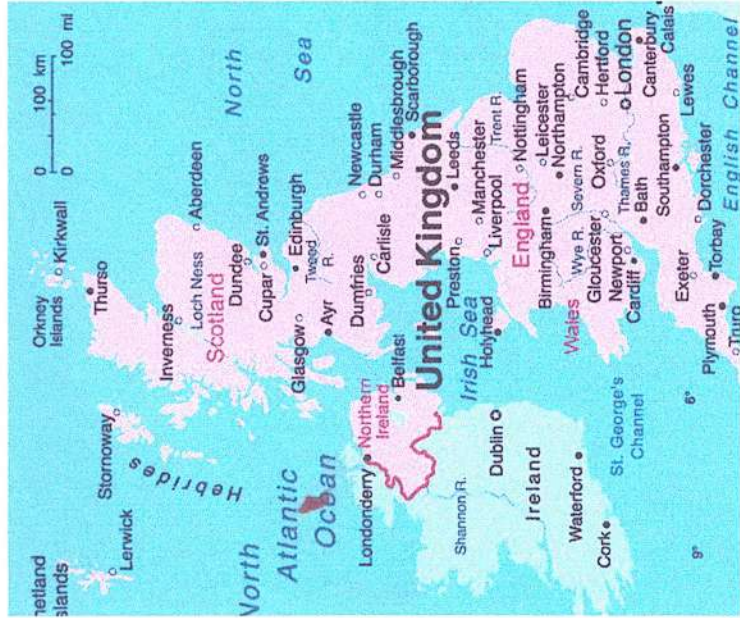 hetland
slands
Lerwick
Orkney
Islands
Kirkwall
0 100 km
0 100 mi
Thurso
Stornoway
Hebrides
Inverness
Loch Ness
Aberdeen
Scotland
Dundee
Cupar
St. Andrews
North
Sea
North
Atlantic
Ocean
Glasgow
Edinburgh
Tweed
R.
Ayr
Dumfries
Newcastle
Durham
Carlisle
Middlesbrough
Scarborough
Londonderry
Northern
Ireland
Belfast
United Kingdom
Irish Sea
Preston
Leeds
Manchester
Liverpool
Trent R.
Holyhead
Shannon R.
Dublin
Ireland
Waterford
Cork
England
Nottingham
Leicester
Birmingham
Northampton
Wales
Wye R.
Severn R.
Cambridge
Gloucester
Oxford
Hertford
Newport
Cardiff
Thames R.
London
Bath
Canterbury
Calais
St. George's
Channel
Southampton
Lewes
Exeter
Dorchester
Torbay
Plymouth
Truro
English Channel
9°
6°